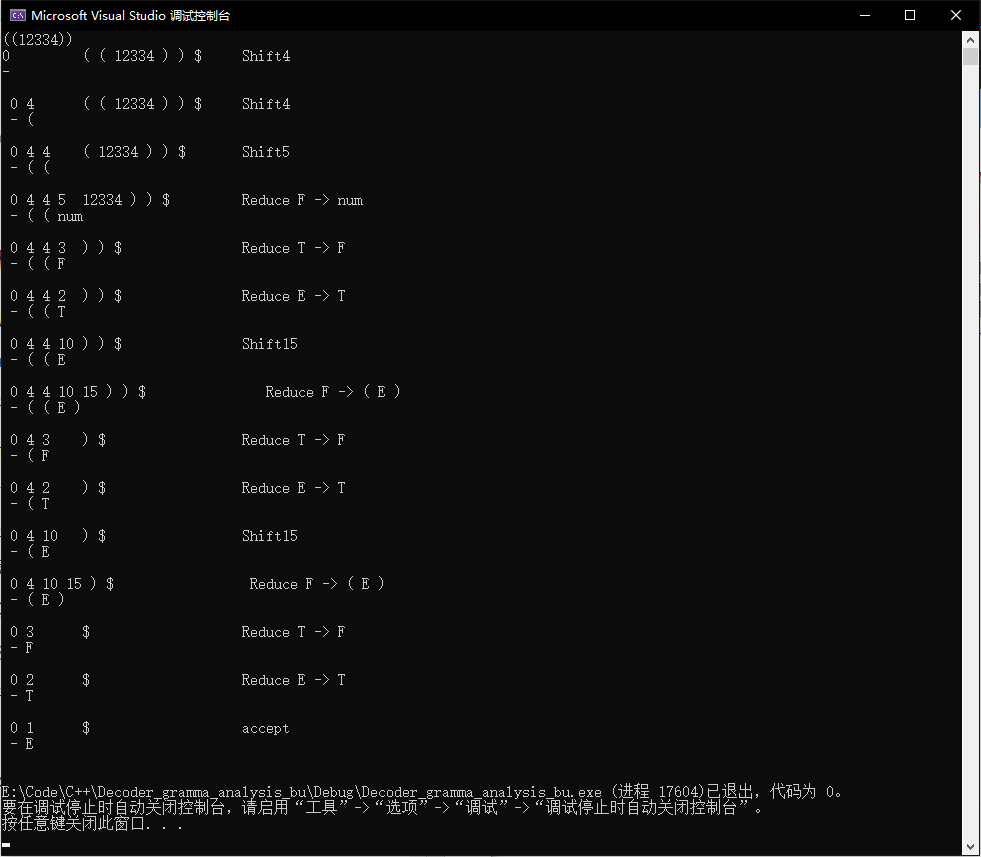 Microsoft Visual Studio 调试控制台
((12334))
0 ( ( 12334 ) ) $ Shift4
-
0 4 ( ( 12334 ) ) $ Shift4
- (
0 4 4 ( 12334 ) ) $ Shift5
- ( (
0 4 4 5 12334 ) ) $ Reduce F -> num
- ( ( num
0 4 4 3 ) ) $ Reduce T -> F
- ( ( F
0 4 4 2 ) ) $ Reduce E -> T
- ( ( T
0 4 4 10 ) ) $ Shift15
- ( ( E
0 4 4 10 15 ) ) $ Reduce F -> ( E )
- ( ( E )
0 4 3 ) $ Reduce T -> F
- ( F
0 4 2 ) $ Reduce E -> T
- ( T
0 4 10 ) $ Shift15
- ( E
0 4 10 15 ) $ Reduce F -> ( E )
- ( E )
0 3 $ Reduce T -> F
- F
0 2 $ Reduce E -> T
- T
0 1 $ accept
- E
E:\Code\C++\Decoder_gramma_analysis_bu\Debug\Decoder_gramma_analysis_bu.exe (进程 17604)已退出，代码为 0。
要在调试停止时自动关闭控制台，请启用“工具”->“选项”->“调试”->“调试停止时自动关闭控制台”。
按任意键关闭此窗口. . .